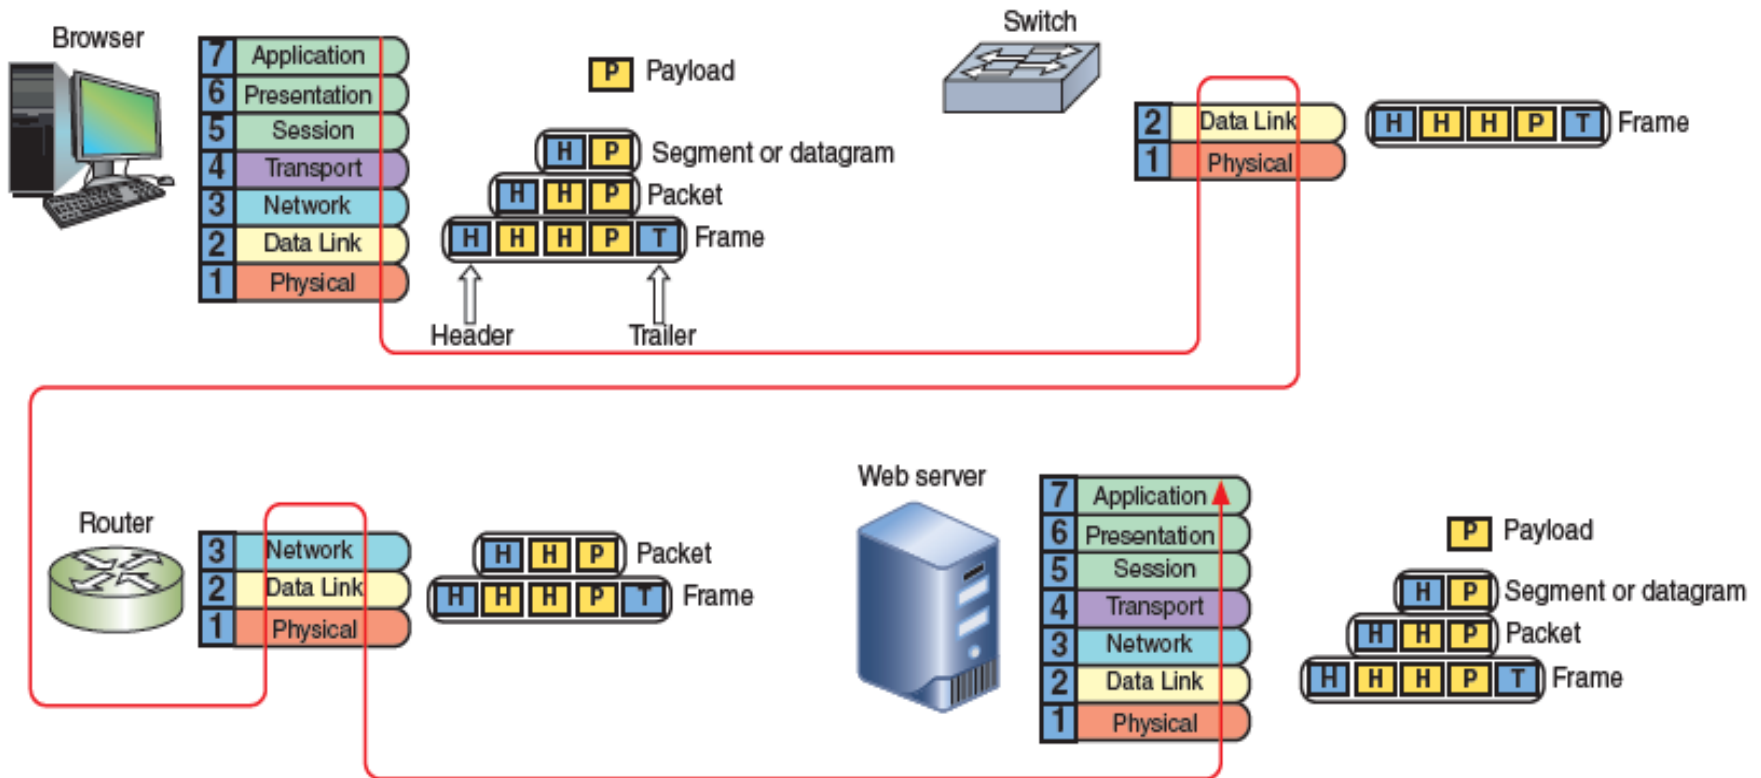 Browser
7 Application
6 Presentation
5 Session
4 Transport
3 Network
2 Data Link
1 Physical
P Payload
H P Segment or datagram
H H P Packet
H H H P T Frame
Header
Trailer
Switch
2 Data Link
1 Physical
H H H P T Frame
Router
3 Network
2 Data Link
1 Physical
H H P Packet
H H H P T Frame
Web server
7 Application
6 Presentation
5 Session
4 Transport
3 Network
2 Data Link
1 Physical
P Payload
H P Segment or datagram
H H P Packet
H H H P T Frame